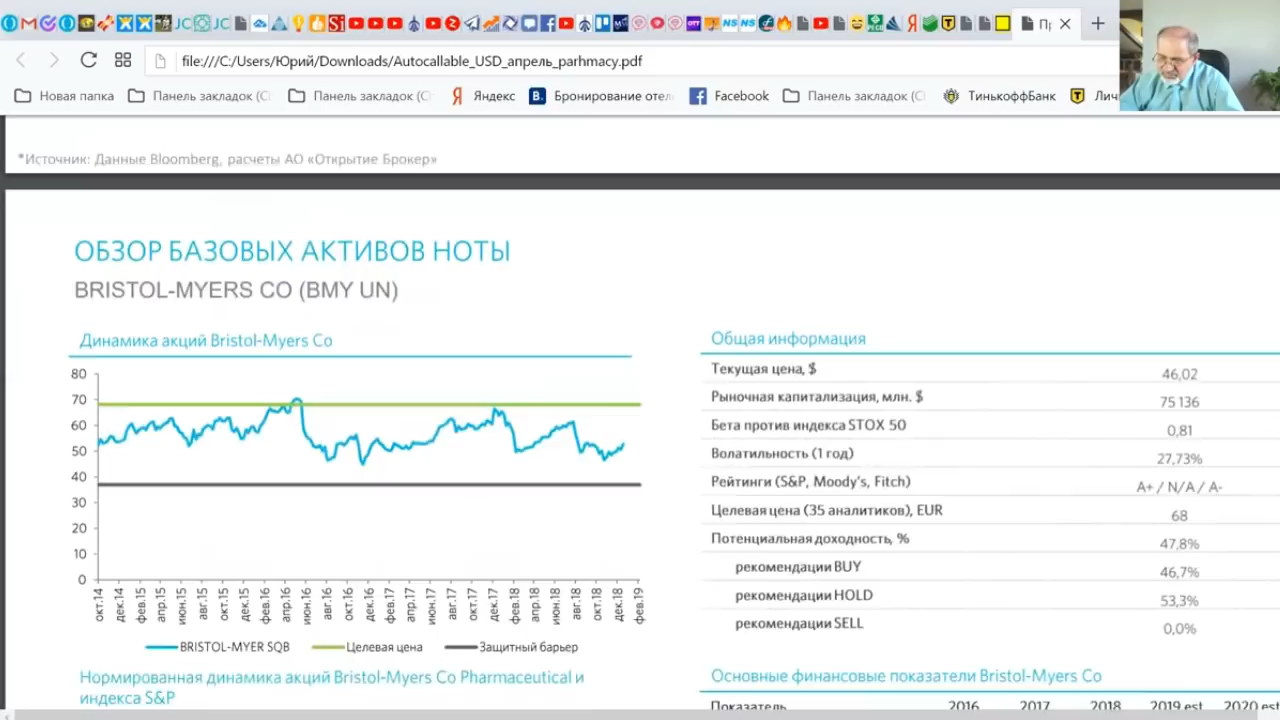 JC
JC
Si
OTT
NS
NS
Я
T
Пр
file:///C:/Users/Юрий/Downloads/Autocallable_USD_апрель_parhmacy.pdf
Новая папка
Панель закладок (С
Панель закладок (С
Я Яндекс
B. Бронирование отел
Facebook
Панель закладок (С
ТинькоффБанк
T Лич
*Источник: Данные Bloomberg, расчеты АО «Открытие Брокер»
ОБЗОР БАЗОВЫХ АКТИВОВ НОТЫ
BRISTOL-MYERS CO (BMY UN)
Динамика акций Bristol-Myers Co
80
70
60
50
40
30
20
10
0
окт.14 дек.14 фев.15 апр.15 июн.15 авг.15 окт.15 дек.15 фев.16 апр.16 июн.16 авг.16 окт.16 дек.16 фев.17 апр.17 июн.17 авг.17 окт.17 дек.17 фев.18 апр.18 июн.18 авг.18 окт.18 дек.18 фев.19
BRISTOL-MYER SQB Целевая цена Защитный барьер
Нормированная динамика акций Bristol-Myers Co Pharmaceutical и
индекса S&P
Общая информация
Текущая цена, $ 46,02
Рыночная капитализация, млн. $ 75 136
Бета против индекса STOX 50 0,81
Волатильность (1 год) 27,73%
Рейтинги (S&P, Moody's, Fitch) A+ / N/A / A-
Целевая цена (35 аналитиков), EUR 68
Потенциальная доходность, % 47,8%
рекомендации BUY 46,7%
рекомендации HOLD 53,3%
рекомендации SELL 0,0%
Основные финансовые показатели Bristol-Myers Co
Показатель 2016 2017 2018 2019 est 2020 est